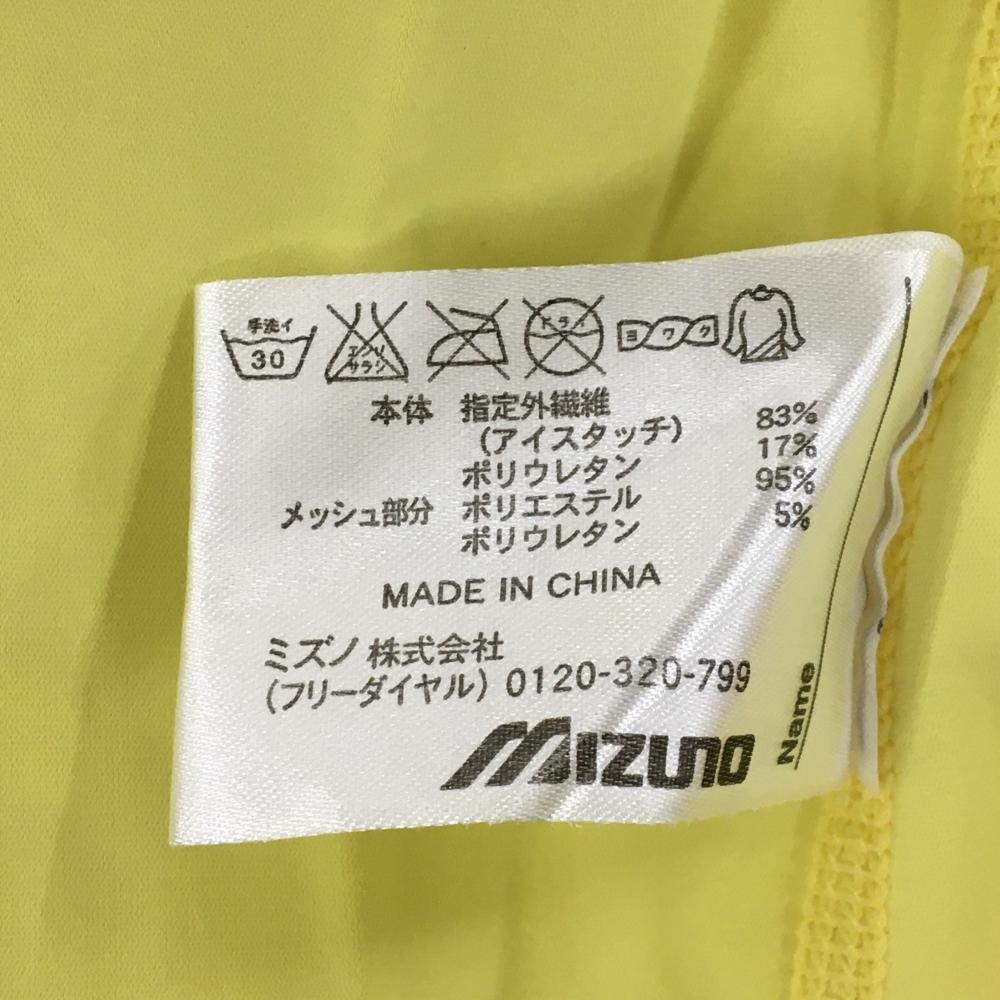 手洗イ
30
エンソ
サラシ
ドライ
ヨワク
本体 指定外繊維 83%
(アイスタッチ)
ポリウレタン 17%
メッシュ部分 ポリエステル 95%
ポリウレタン 5%
MADE IN CHINA
ミズノ株式会社
(フリーダイヤル) 0120-320-799
MIZUNO
Name